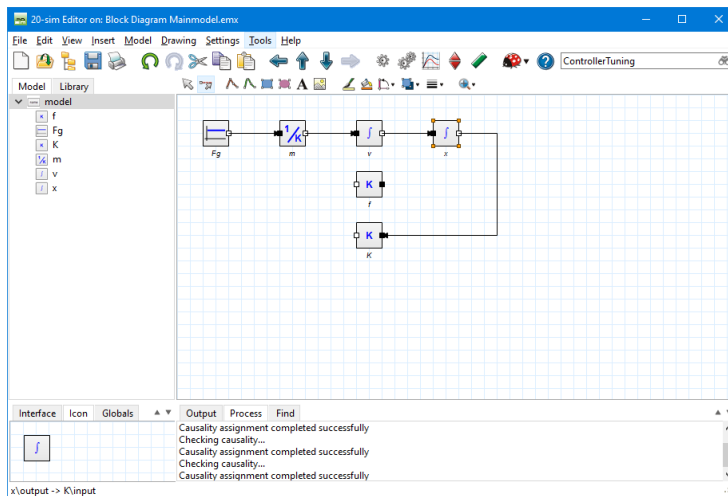 20-sim Editor on: Block Diagram Mainmodel.emx
File Edit View Insert Model Drawing Settings Tools Help
ControllerTuning
Model Library
A
model
f
Fg
K
m
v
x
1/K
∫
∫
Fg
m
v
x
K
f
K
K
Interface Icon Globals
Output Process Find
Causality assignment completed successfully
Checking causality...
Causality assignment completed successfully
Checking causality...
Causality assignment completed successfully
∫
x\output -> K\input